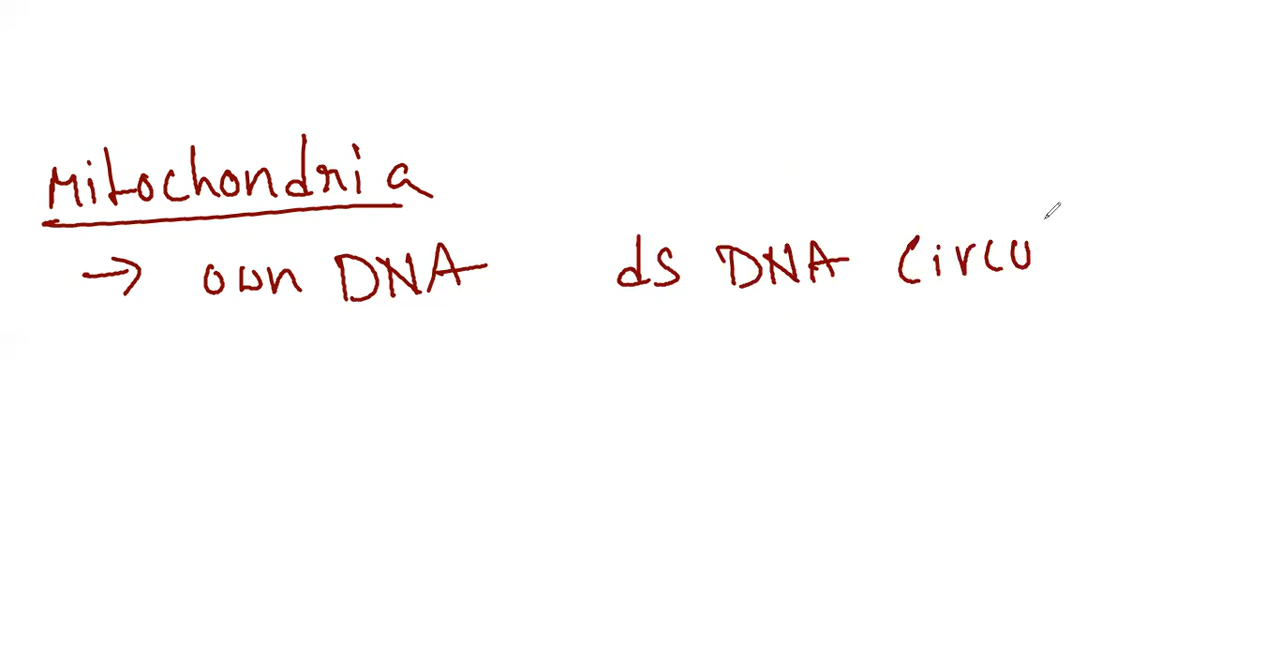 Mitochondria
→ own DNA ds DNA Circu